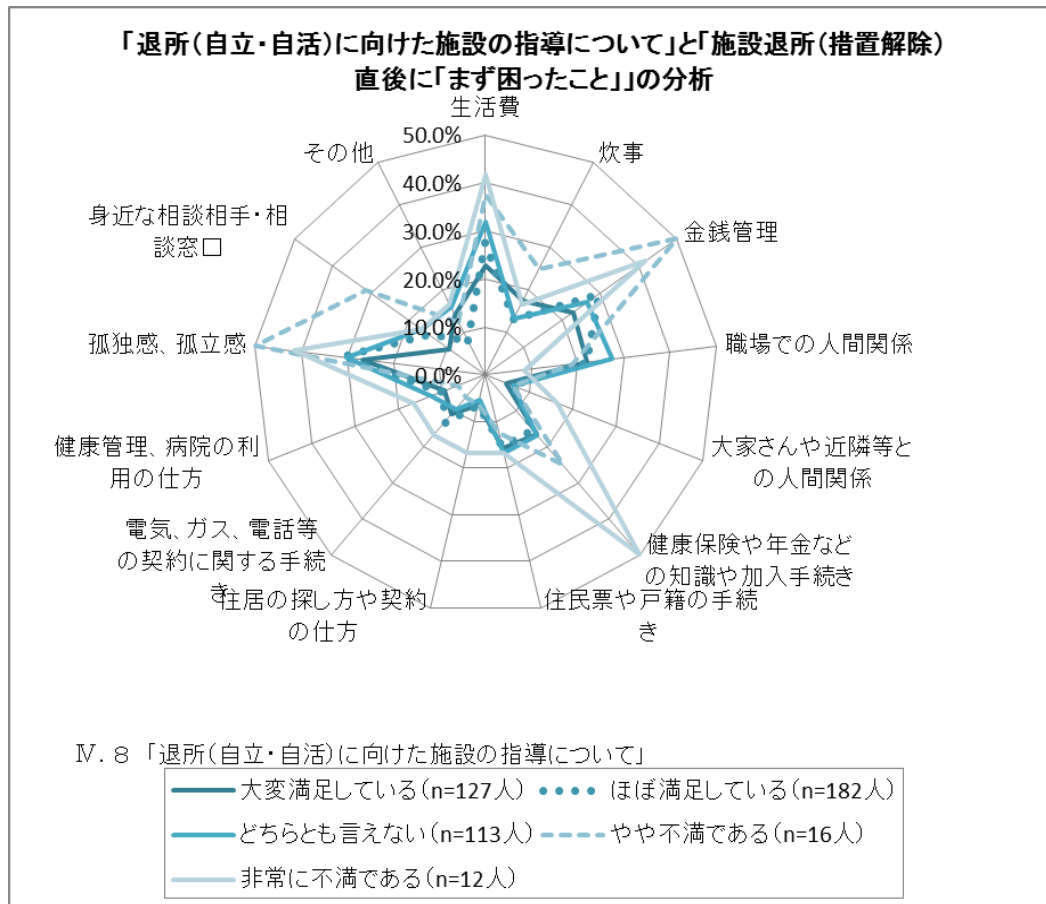 「退所(自立・自活)に向けた施設の指導について」と「施設退所(措置解除)
直後に「まず困ったこと」」の分析
生活費
炊事
金銭管理
職場での人間関係
大家さんや近隣等と
の人間関係
健康保険や年金など
の知識や加入手続き
住民票や戸籍の手続
き
住居の探し方や契約
の仕方
電気、ガス、電話等
の契約に関する手続
き
健康管理、病院の利
用の仕方
孤独感、孤立感
身近な相談相手・相
談窓口
その他
50.0%
40.0%
30.0%
20.0%
10.0%
0.0%
Ⅳ.8「退所(自立・自活)に向けた施設の指導について」
大変満足している(n=127人)
ほぼ満足している(n=182人)
どちらとも言えない(n=113人)
やや不満である(n=16人)
非常に不満である(n=12人)